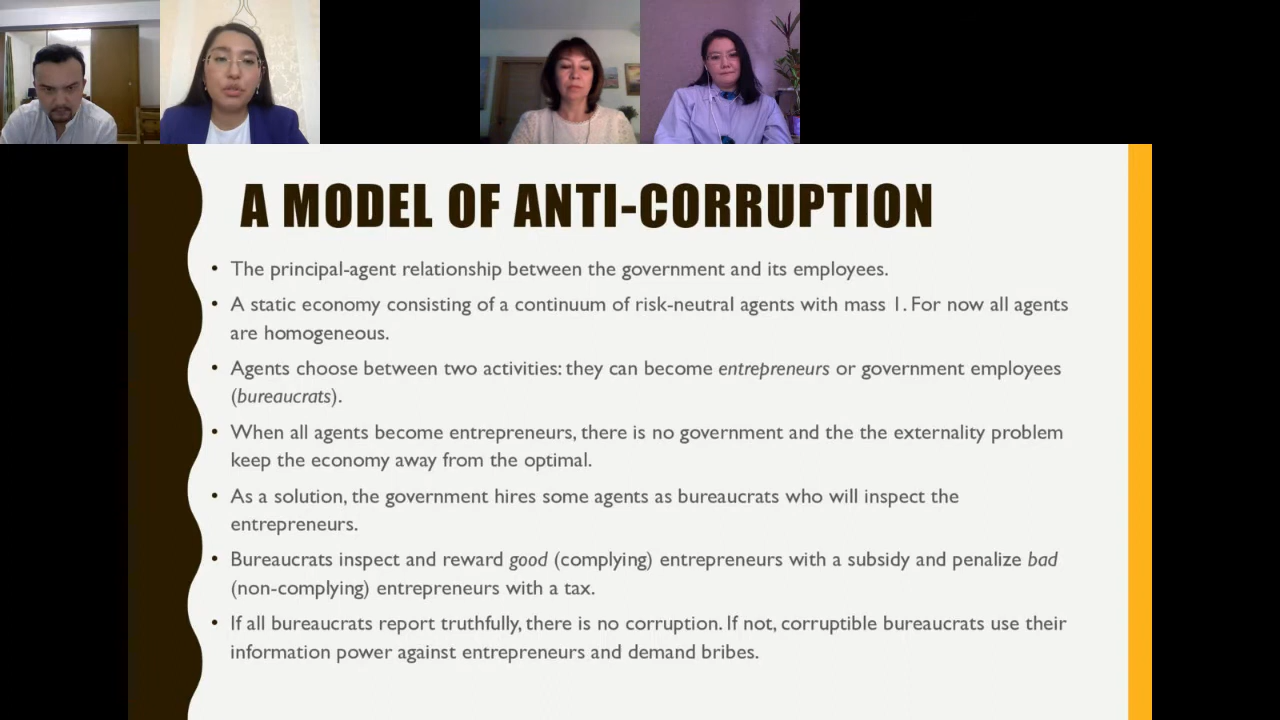 A MODEL OF ANTI-CORRUPTION
• The principal-agent relationship between the government and its employees.
• A static economy consisting of a continuum of risk-neutral agents with mass 1. For now all agents
are homogeneous.
• Agents choose between two activities: they can become entrepreneurs or government employees
(bureaucrats).
• When all agents become entrepreneurs, there is no government and the the externality problem
keep the economy away from the optimal.
• As a solution, the government hires some agents as bureaucrats who will inspect the
entrepreneurs.
• Bureaucrats inspect and reward good (complying) entrepreneurs with a subsidy and penalize bad
(non-complying) entrepreneurs with a tax.
• If all bureaucrats report truthfully, there is no corruption. If not, corruptible bureaucrats use their
information power against entrepreneurs and demand bribes.